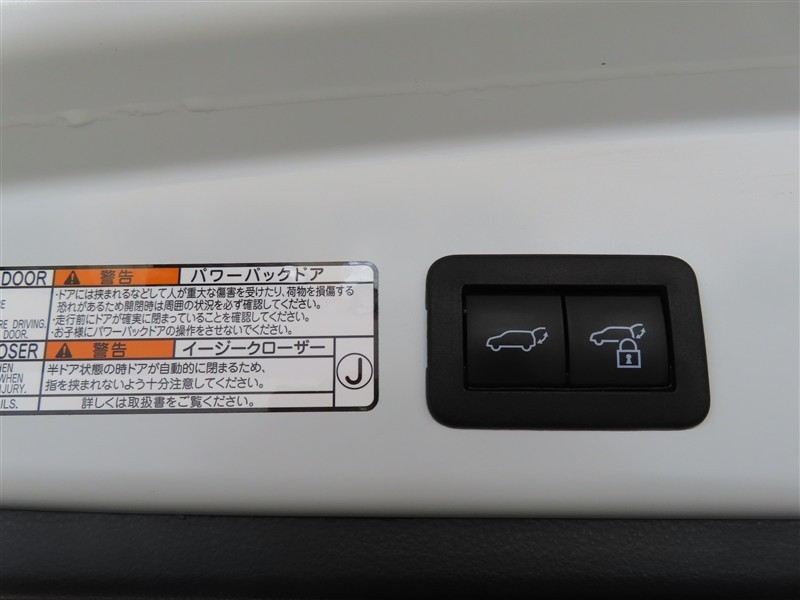 DOOR
警告 パワーバックドア
・ドアには挟まれるなどして人が重大な傷害を受けたり、荷物を損傷する
恐れがあるため開閉時は周囲の状況を必ず確認してください。
・走行前にドアが確実に閉まっていることを確認してください。
・お子様にパワーバックドアの操作をさせないでください。
RE DRIVING.
DOOR.
OSER
警告 イージークローザー
半ドア状態の時ドアが自動的に閉まるため、
指を挟まれないよう十分注意してください。
HEN
WHEN
NJURY.
J
ILS.
詳しくは取扱書をご覧ください。